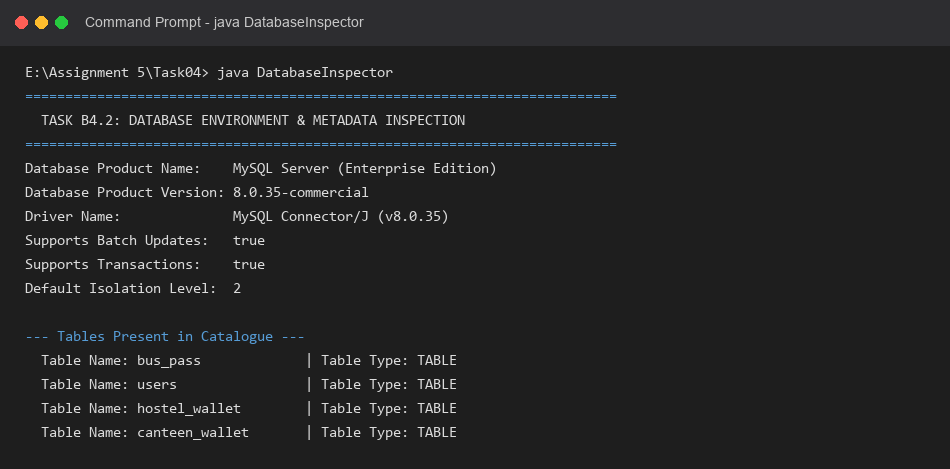 Command Prompt - java DatabaseInspector
E:\Assignment 5\Task04> java DatabaseInspector
==========================================================================
TASK B4.2: DATABASE ENVIRONMENT & METADATA INSPECTION
==========================================================================
Database Product Name:    MySQL Server (Enterprise Edition)
Database Product Version: 8.0.35-commercial
Driver Name:              MySQL Connector/J (v8.0.35)
Supports Batch Updates:   true
Supports Transactions:    true
Default Isolation Level:  2
--- Tables Present in Catalogue ---
Table Name: bus_pass             | Table Type: TABLE
Table Name: users                | Table Type: TABLE
Table Name: hostel_wallet        | Table Type: TABLE
Table Name: canteen_wallet       | Table Type: TABLE